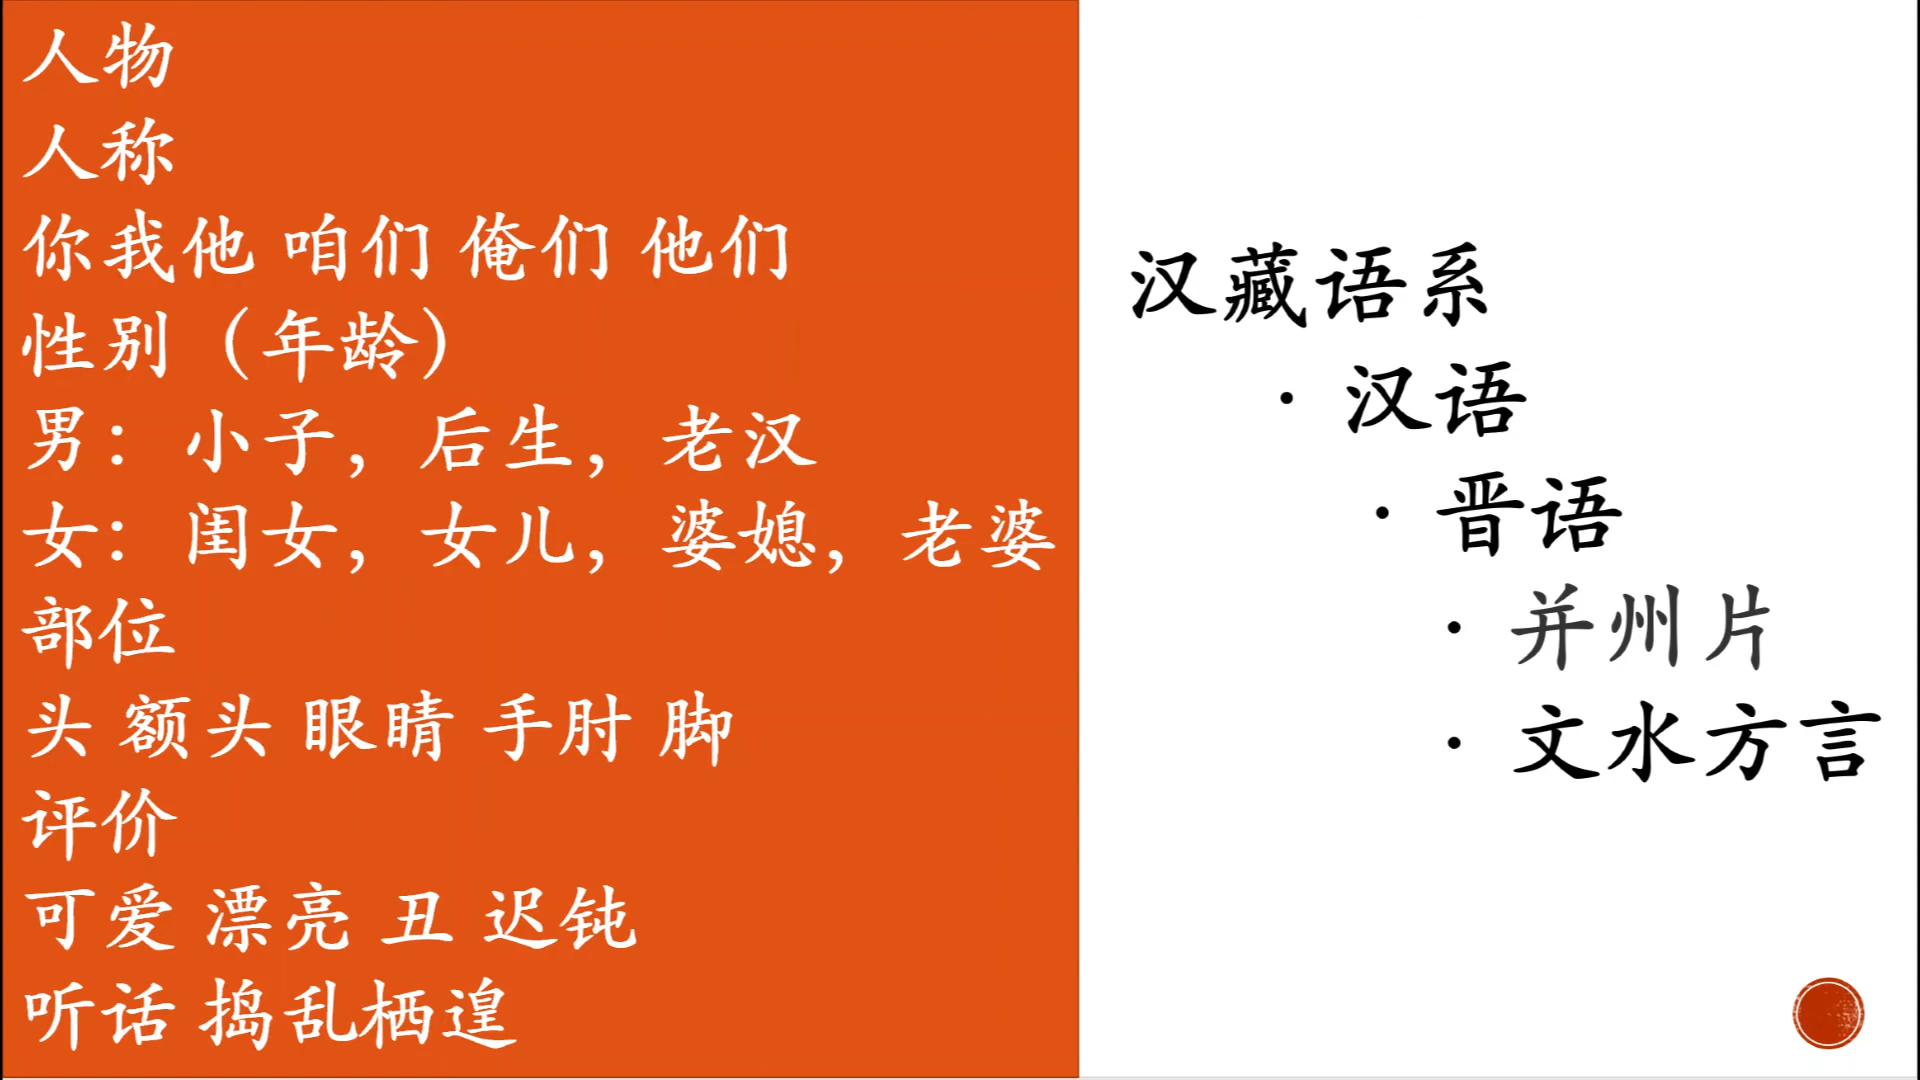 人物
人称
你我他 咱们 俺们 他们
性别（年龄）
男：小子，后生，老汉
女：闺女，女儿，婆媳，老婆
部位
头 额头 眼睛 手肘 脚
评价
可爱 漂亮 丑 迟钝
听话 捣乱栖遑
汉藏语系
· 汉语
· 晋语
· 并州片
· 文水方言